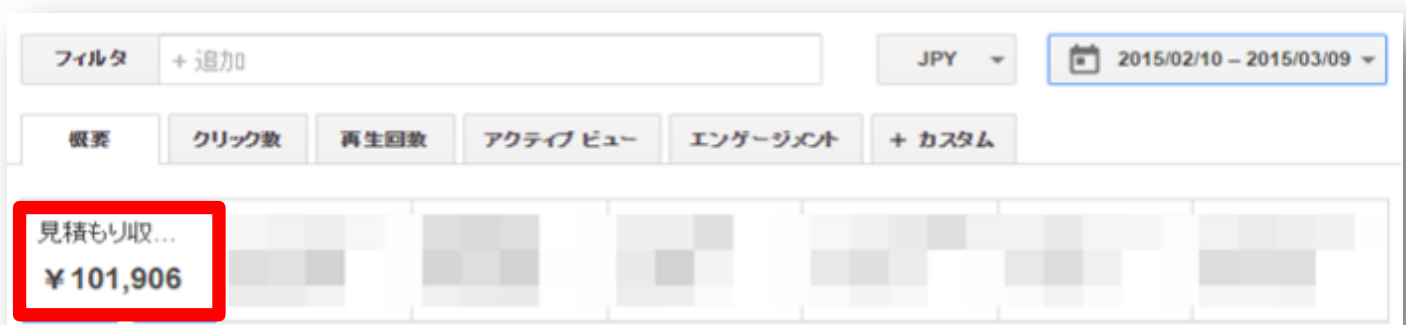 フィルタ + 追加 JPY 2015/02/10 – 2015/03/09
概要 クリック数 再生回数 アクティブ ビュー エンゲージメント + カスタム
見積もり収...
¥101,906